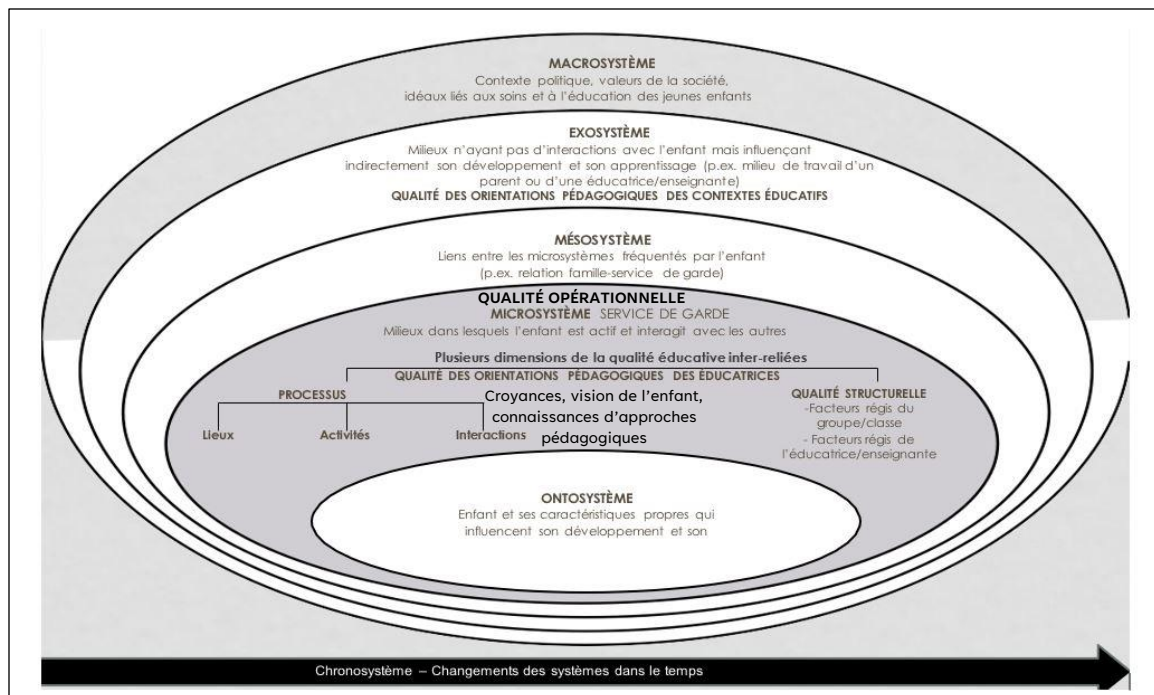 MACROSYSTÈME
Contexte politique, valeurs de la société,
idéaux liés aux soins et à l'éducation des jeunes enfants
EXOSYSTÈME
Milieux n'ayant pas d'interactions avec l'enfant mais influençant
indirectement son développement et son apprentissage (p.ex. milieu de travail d'un
parent ou d'une éducatrice/enseignante)
QUALITÉ DES ORIENTATIONS PÉDAGOGIQUES DES CONTEXTES ÉDUCATIFS
MÉSOSYSTÈME
Liens entre les microsystèmes fréquentés par l'enfant
(p.ex. relation famille-service de garde)
QUALITÉ OPÉRATIONNELLE
MICROSYSTÈME SERVICE DE GARDE
Milieux dans lesquels l'enfant est actif et interagit avec les autres
Plusieurs dimensions de la qualité éducative inter-reliées
QUALITÉ DES ORIENTATIONS PÉDAGOGIQUES DES ÉDUCATRICES
PROCESSUS
Lieux
Activités
Interactions
Croyances, vision de l'enfant,
connaissances d'approches
pédagogiques
QUALITÉ STRUCTURELLE
-Facteurs régis du
groupe/classe
- Facteurs régis de
l'éducatrice/enseignante
ONTOSYSTÈME
Enfant et ses caractéristiques propres qui
influencent son développement et son
Chronosystème – Changements des systèmes dans le temps